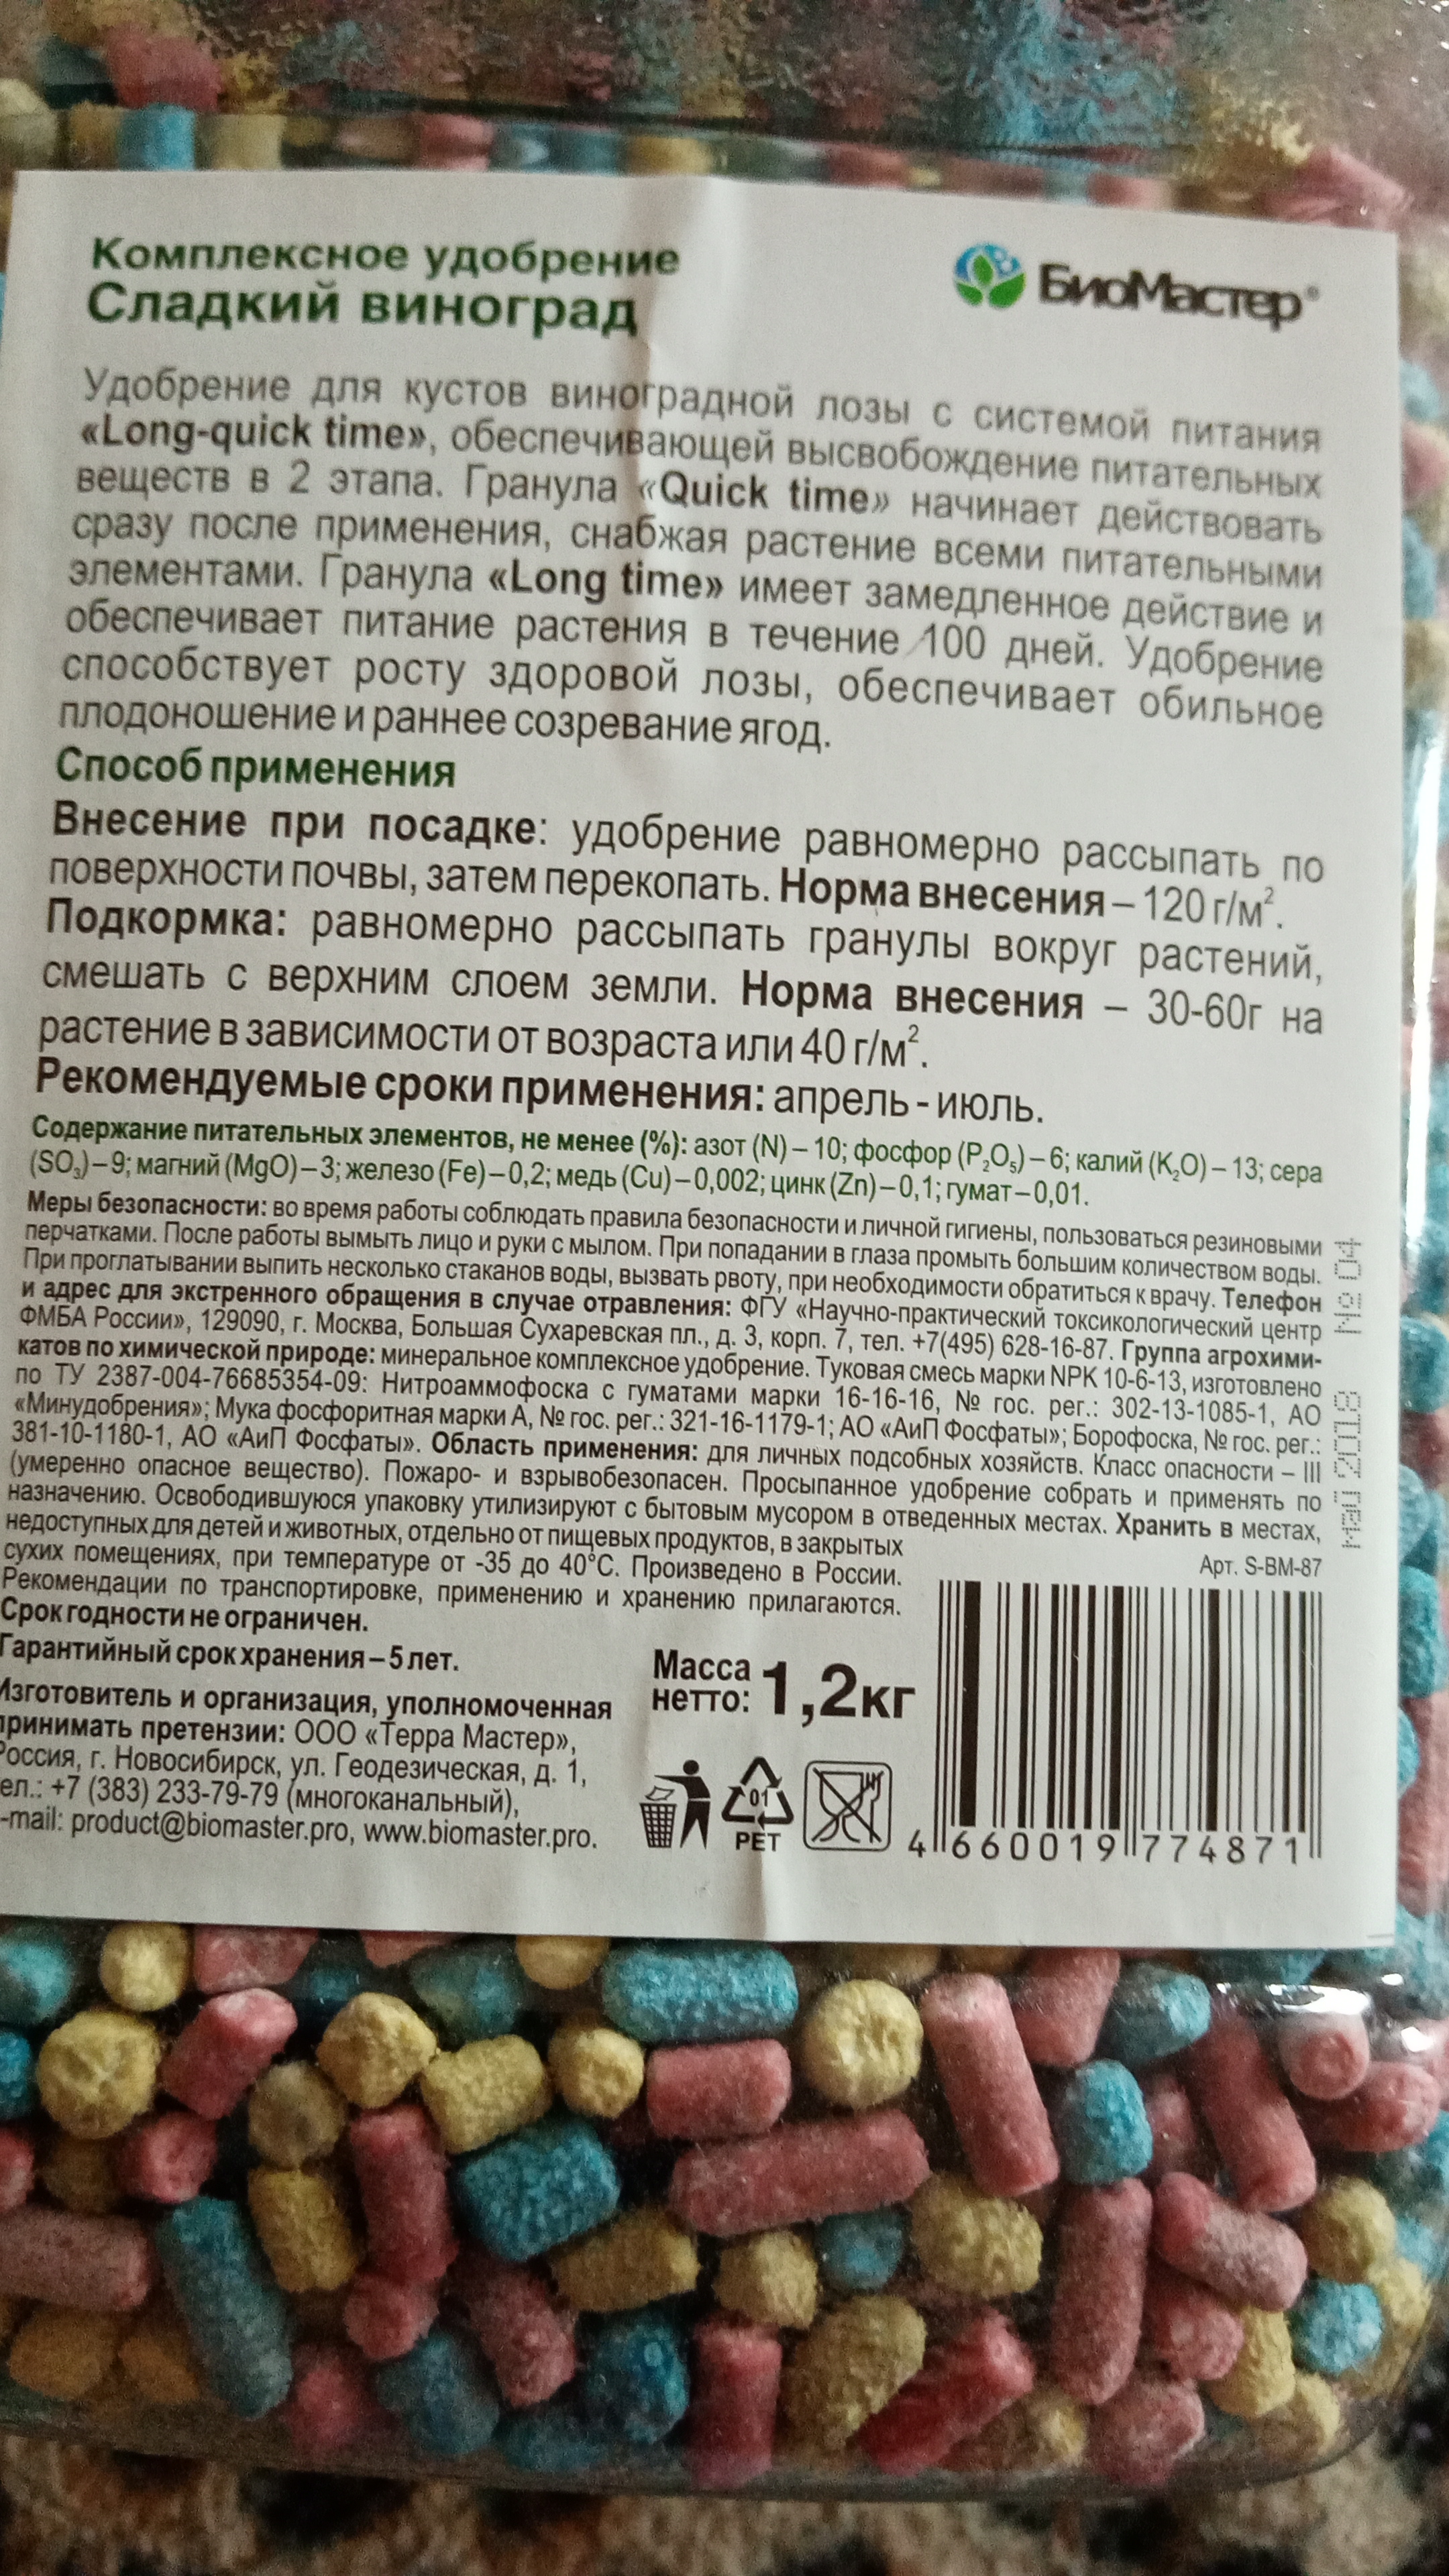 Комплексное удобрение
Сладкий виноград
БиоМастер®
Удобрение для кустов виноградной лозы с системой питания
«Long-quick time», обеспечивающей высвобождение питательных
веществ в 2 этапа. Гранула «Quick time» начинает действовать
сразу после применения, снабжая растение всеми питательными
элементами. Гранула «Long time» имеет замедленное действие и
обеспечивает питание растения в течение 100 дней. Удобрение
способствует росту здоровой лозы, обеспечивает обильное
плодоношение и раннее созревание ягод.
Способ применения
Внесение при посадке: удобрение равномерно рассыпать по
поверхности почвы, затем перекопать. Норма внесения – 120 г/м².
Подкормка: равномерно рассыпать гранулы вокруг растений,
смешать с верхним слоем земли. Норма внесения – 30-60г на
растение в зависимости от возраста или 40 г/м².
Рекомендуемые сроки применения: апрель - июль.
Содержание питательных элементов, не менее (%): азот (N) – 10; фосфор (P₂O₅) – 6; калий (K₂O) – 13; сера
(SO₃) – 9; магний (MgO) – 3; железо (Fe) – 0,2; медь (Cu) – 0,002; цинк (Zn) – 0,1; гумат – 0,01.
Меры безопасности: во время работы соблюдать правила безопасности и личной гигиены, пользоваться резиновыми
перчатками. После работы вымыть лицо и руки с мылом. При попадании в глаза промыть большим количеством воды.
При проглатывании выпить несколько стаканов воды, вызвать рвоту, при необходимости обратиться к врачу. Телефон
и адрес для экстренного обращения в случае отравления: ФГУ «Научно-практический токсикологический центр
ФМБА России», 129090, г. Москва, Большая Сухаревская пл., д. 3, корп. 7, тел. +7(495) 628-16-87. Группа агрохими-
катов по химической природе: минеральное комплексное удобрение. Туковая смесь марки NPK 10-6-13, изготовлено
по ТУ 2387-004-76685354-09: Нитроаммофоска с гуматами марки 16-16-16, № гос. рег.: 302-13-1085-1, АО
«Минудобрения»; Мука фосфоритная марки А, № гос. рег.: 321-16-1179-1; АО «АиП Фосфаты»; Борофоска, № гос. рег.:
381-10-1180-1, АО «АиП Фосфаты». Область применения: для личных подсобных хозяйств. Класс опасности – III
(умеренно опасное вещество). Пожаро- и взрывобезопасен. Просыпанное удобрение собрать и применять по
назначению. Освободившуюся упаковку утилизируют с бытовым мусором в отведенных местах. Хранить в местах,
недоступных для детей и животных, отдельно от пищевых продуктов, в закрытых
сухих помещениях, при температуре от -35 до 40°С. Произведено в России.
Рекомендации по транспортировке, применению и хранению прилагаются.
Срок годности не ограничен.
Гарантийный срок хранения – 5 лет.
Изготовитель и организация, уполномоченная
принимать претензии: ООО «Терра Мастер»,
Россия, г. Новосибирск, ул. Геодезическая, д. 1,
ел.: +7 (383) 233-79-79 (многоканальный),
-mail: product@biomaster.pro, www.biomaster.pro.
Масса
нетто: 1,2кг
01
PET
Арт. S-BM-87
4 660019 774871
май 2018 № 04